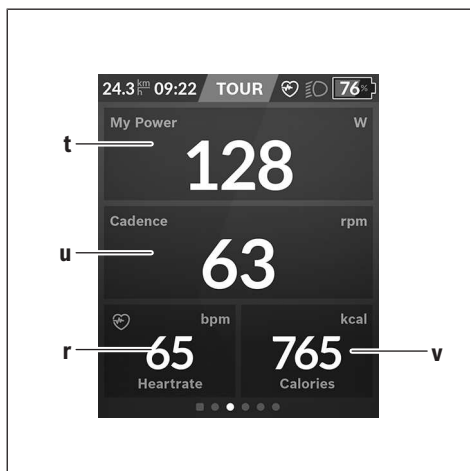 24.3 km/h 09:22 TOUR 76%
My Power W
t
128
Cadence rpm
u
63
bpm kcal
r 65 765 v
Heartrate Calories